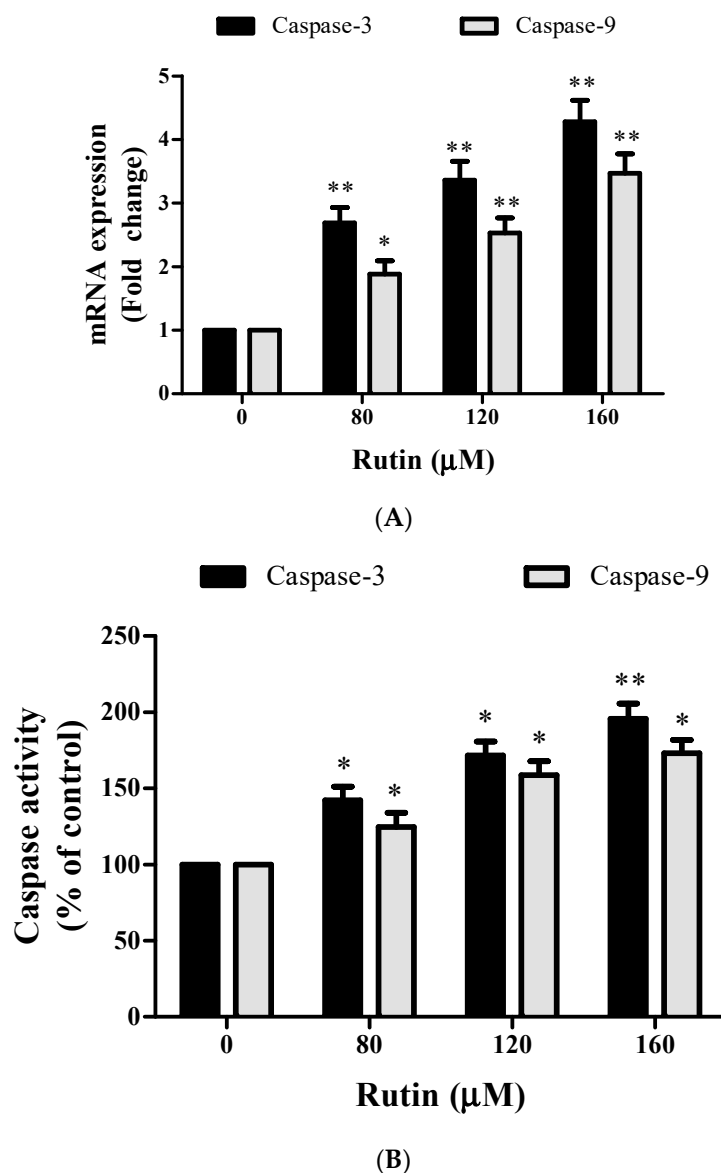 Caspase-3 Caspase-9
mRNA expression
(Fold change)
5
4
3
2
1
0
** * ** ** ** **
0 80 120 160
Rutin (μM)
(A)
Caspase-3 Caspase-9
Caspase activity
(% of control)
250
200
150
100
50
0
* * * * ** *
0 80 120 160
Rutin (μM)
(B)